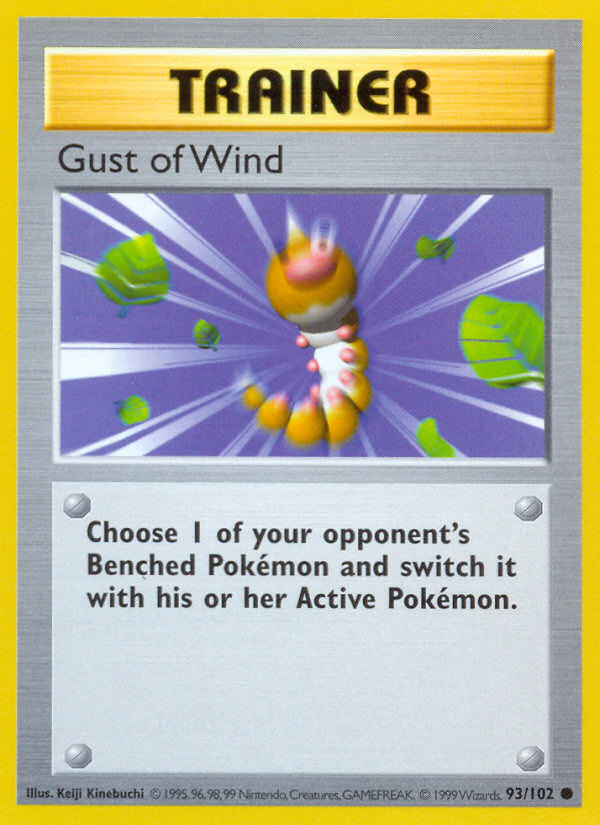 TRAINER
Gust of Wind
Choose 1 of your opponent's
Benched Pokémon and switch it
with his or her Active Pokémon.
Illus. Keiji Kinebuchi © 1995, 96, 98, 99 Nintendo, Creatures, GAMEFREAK. © 1999 Wizards. 93/102 ●